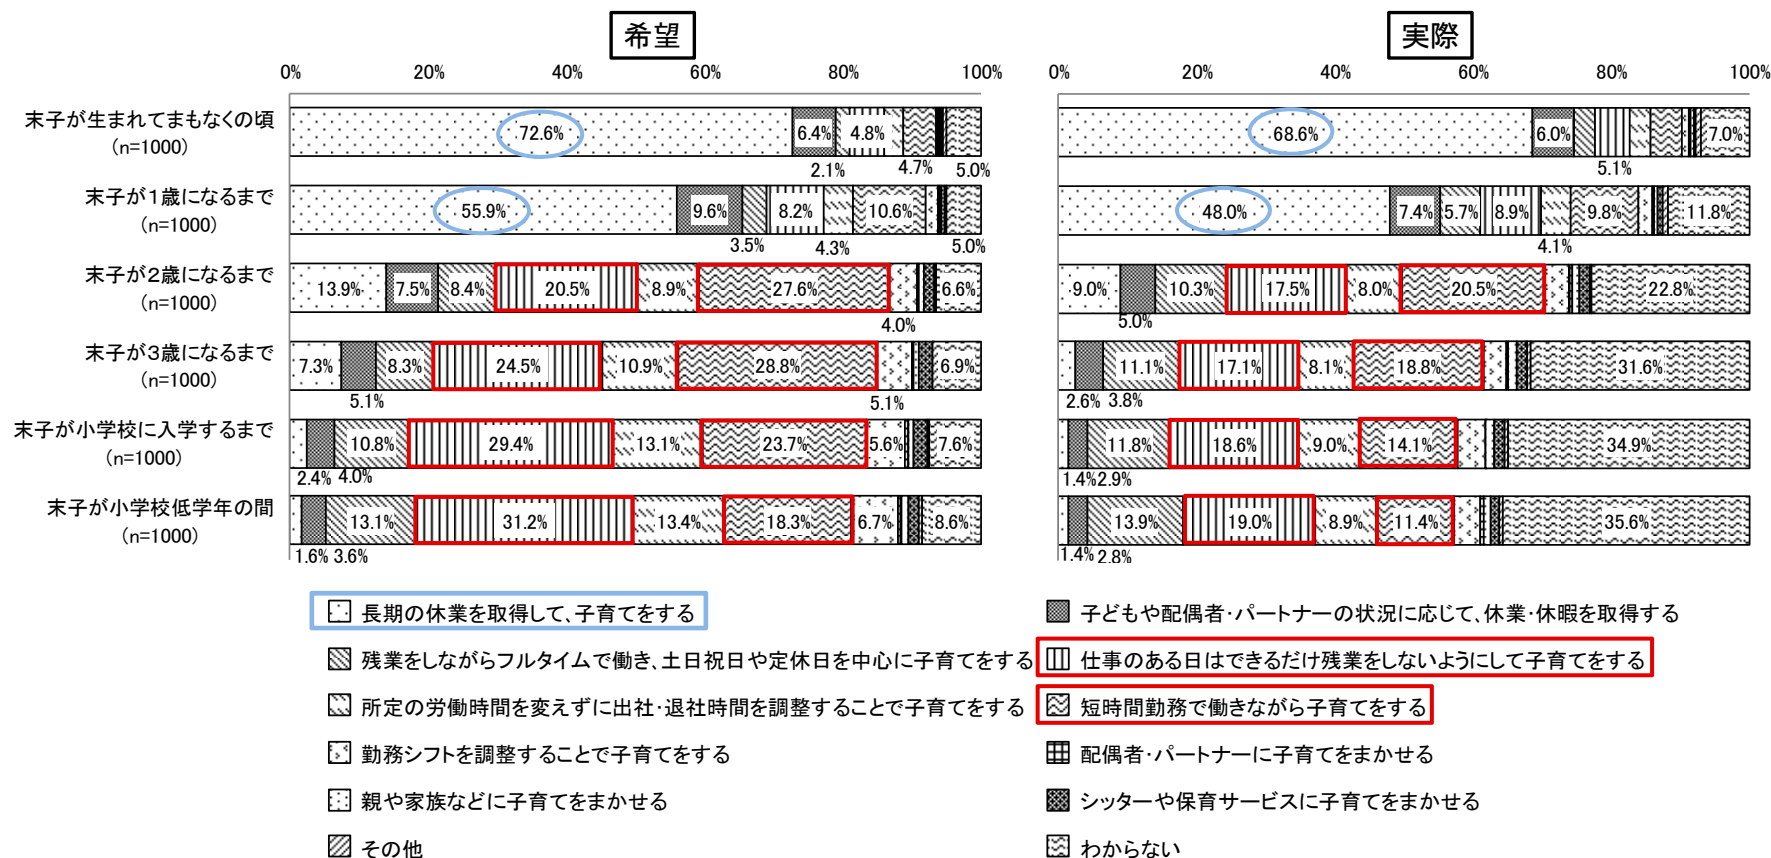 希望
実際
0% 20% 40% 60% 80% 100%
0% 20% 40% 60% 80% 100%
末子が生まれてまもなくの頃
(n=1000)
72.6% 6.4% 4.8%
2.1% 4.7% 5.0%
68.6% 6.0% 7.0%
5.1%
末子が1歳になるまで
(n=1000)
55.9% 9.6% 8.2% 10.6%
3.5% 4.3% 5.0%
48.0% 7.4% 5.7% 8.9% 9.8% 11.8%
4.1%
末子が2歳になるまで
(n=1000)
13.9% 7.5% 8.4% 20.5% 8.9% 27.6% 6.6%
4.0%
9.0% 10.3% 17.5% 8.0% 20.5% 22.8%
5.0%
末子が3歳になるまで
(n=1000)
7.3% 8.3% 24.5% 10.9% 28.8% 6.9%
5.1% 5.1%
11.1% 17.1% 8.1% 18.8% 31.6%
2.6% 3.8%
末子が小学校に入学するまで
(n=1000)
10.8% 29.4% 13.1% 23.7% 5.6% 7.6%
2.4% 4.0%
11.8% 18.6% 9.0% 14.1% 34.9%
1.4% 2.9%
末子が小学校低学年の間
(n=1000)
13.1% 31.2% 13.4% 18.3% 6.7% 8.6%
1.6% 3.6%
13.9% 19.0% 8.9% 11.4% 35.6%
1.4% 2.8%
長期の休業を取得して、子育てをする
子どもや配偶者・パートナーの状況に応じて、休業・休暇を取得する
残業をしながらフルタイムで働き、土日祝日や定休日を中心に子育てをする
仕事のある日はできるだけ残業をしないようにして子育てをする
所定の労働時間を変えずに出社・退社時間を調整することで子育てをする
短時間勤務で働きながら子育てをする
勤務シフトを調整することで子育てをする
配偶者・パートナーに子育てをまかせる
親や家族などに子育てをまかせる
シッターや保育サービスに子育てをまかせる
その他
わからない